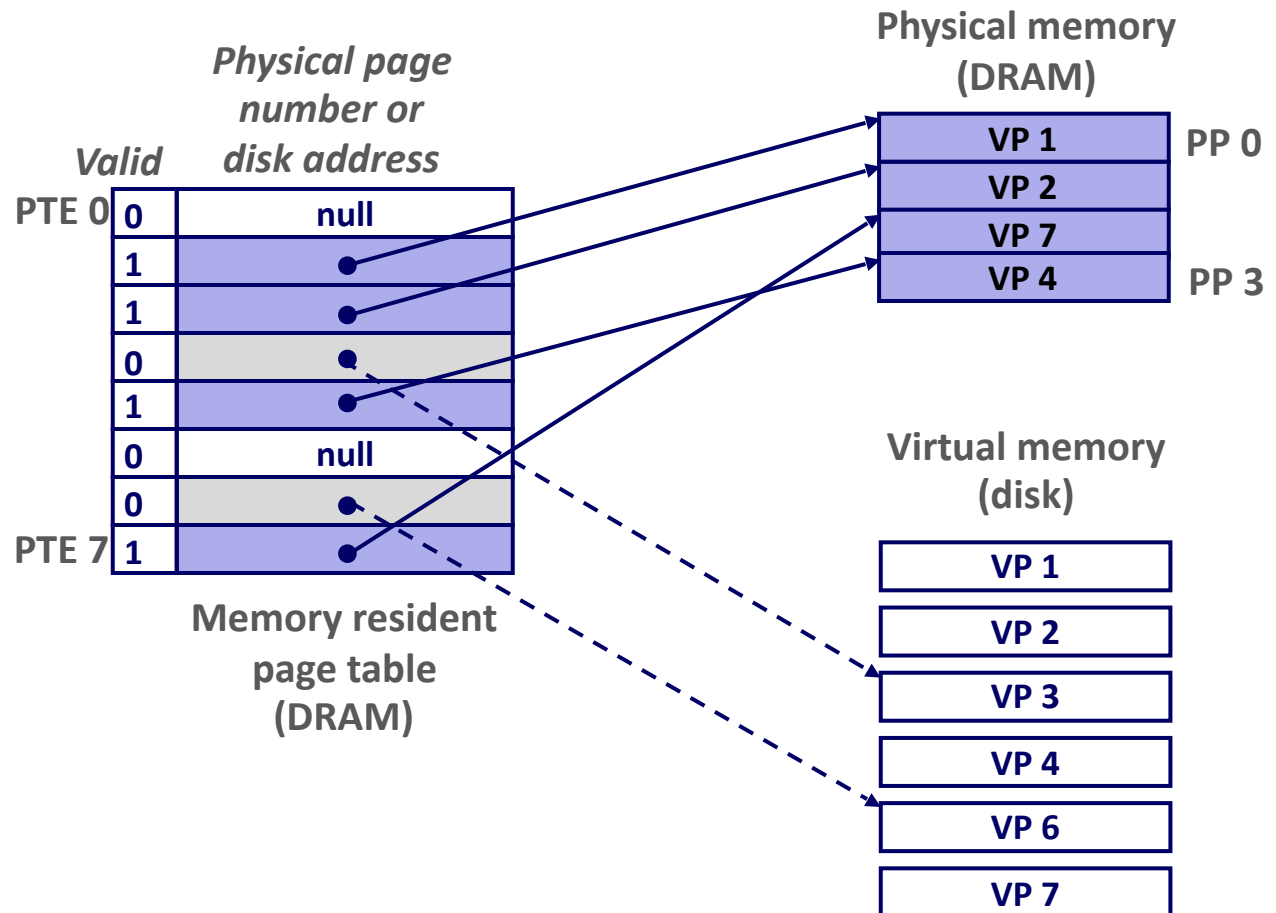 Physical page
number or
disk address
Valid
PTE 0
0
null
1
1
0
1
0
null
0
PTE 7
1
Memory resident
page table
(DRAM)
Physical memory
(DRAM)
VP 1
PP 0
VP 2
VP 7
VP 4
PP 3
Virtual memory
(disk)
VP 1
VP 2
VP 3
VP 4
VP 6
VP 7